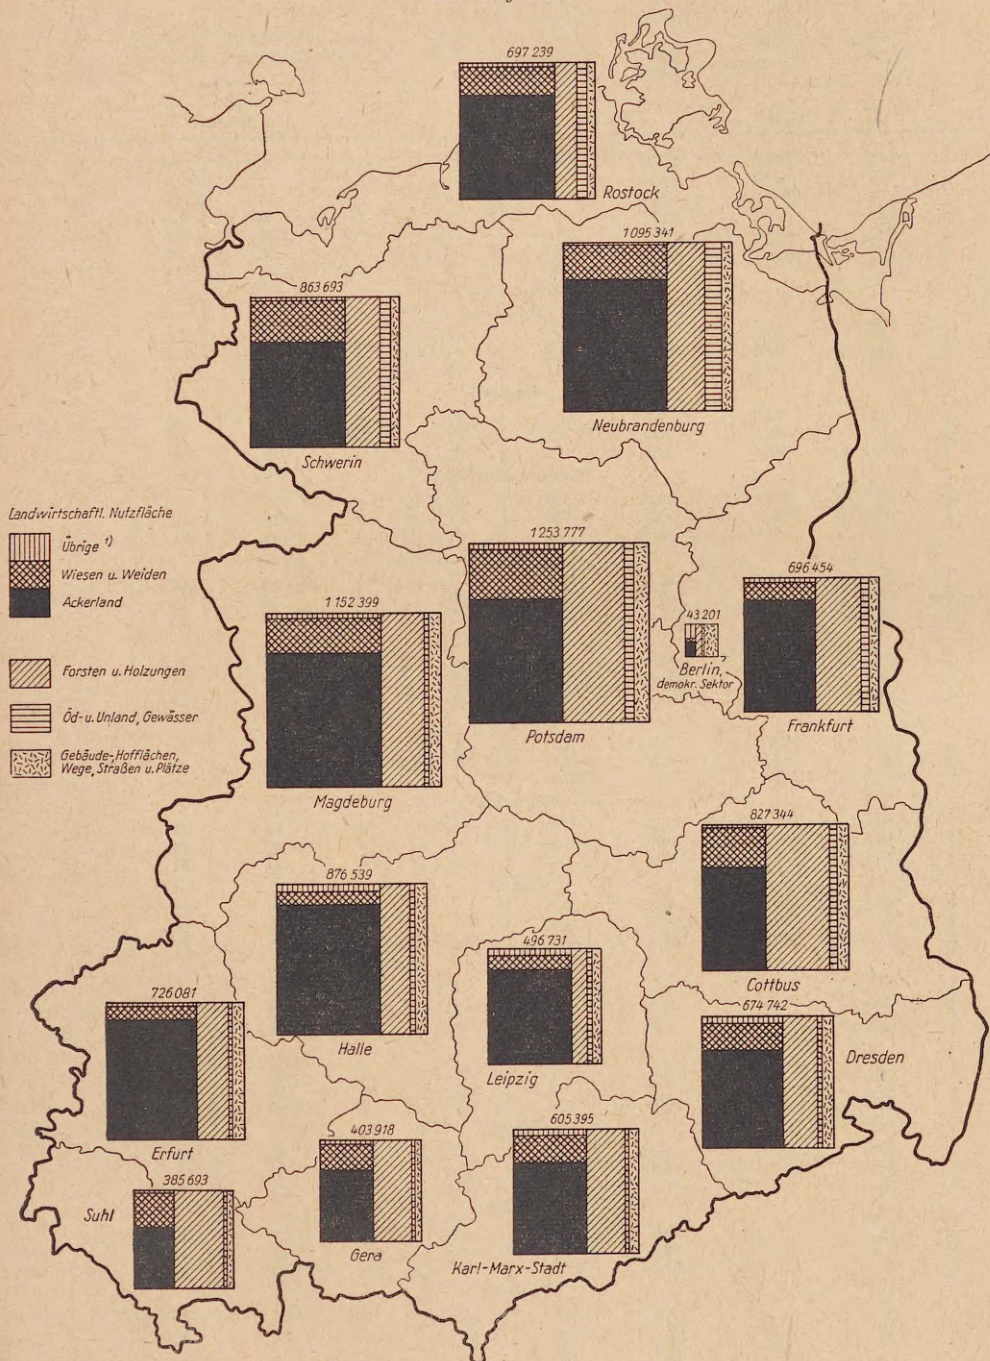 697 239
Rostock
1 095 341
Neubrandenburg
863 693
Schwerin
Landwirtschaftl. Nutzfläche
Übrige ¹)
Wiesen u. Weiden
Ackerland
Forsten u. Holzungen
Öd- u. Unland, Gewässer
Gebäude-, Hofflächen,
Wege, Straßen u. Plätze
1 253 777
Potsdam
1 152 399
Magdeburg
43 201
Berlin,
demokr. Sektor
696 454
Frankfurt
827 344
Cottbus
876 539
Halle
496 731
Leipzig
674 742
Dresden
726 081
Erfurt
403 918
Gera
605 395
Karl-Marx-Stadt
385 693
Suhl